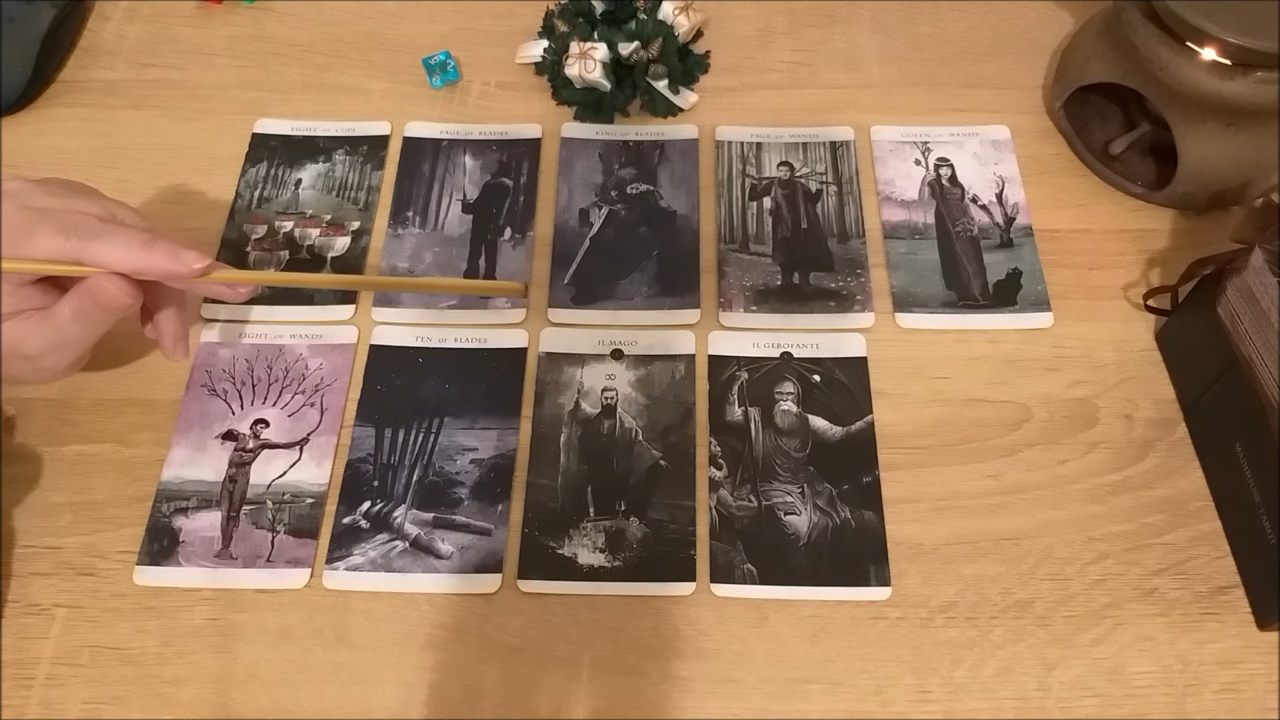 EIGHT OF CUPS
PAGE OF BLADES
KING OF BLADES
PAGE OF WANDS
QUEEN OF WANDS
EIGHT OF WANDS
TEN OF BLADES
IL MAGO
IL GEROFANTE